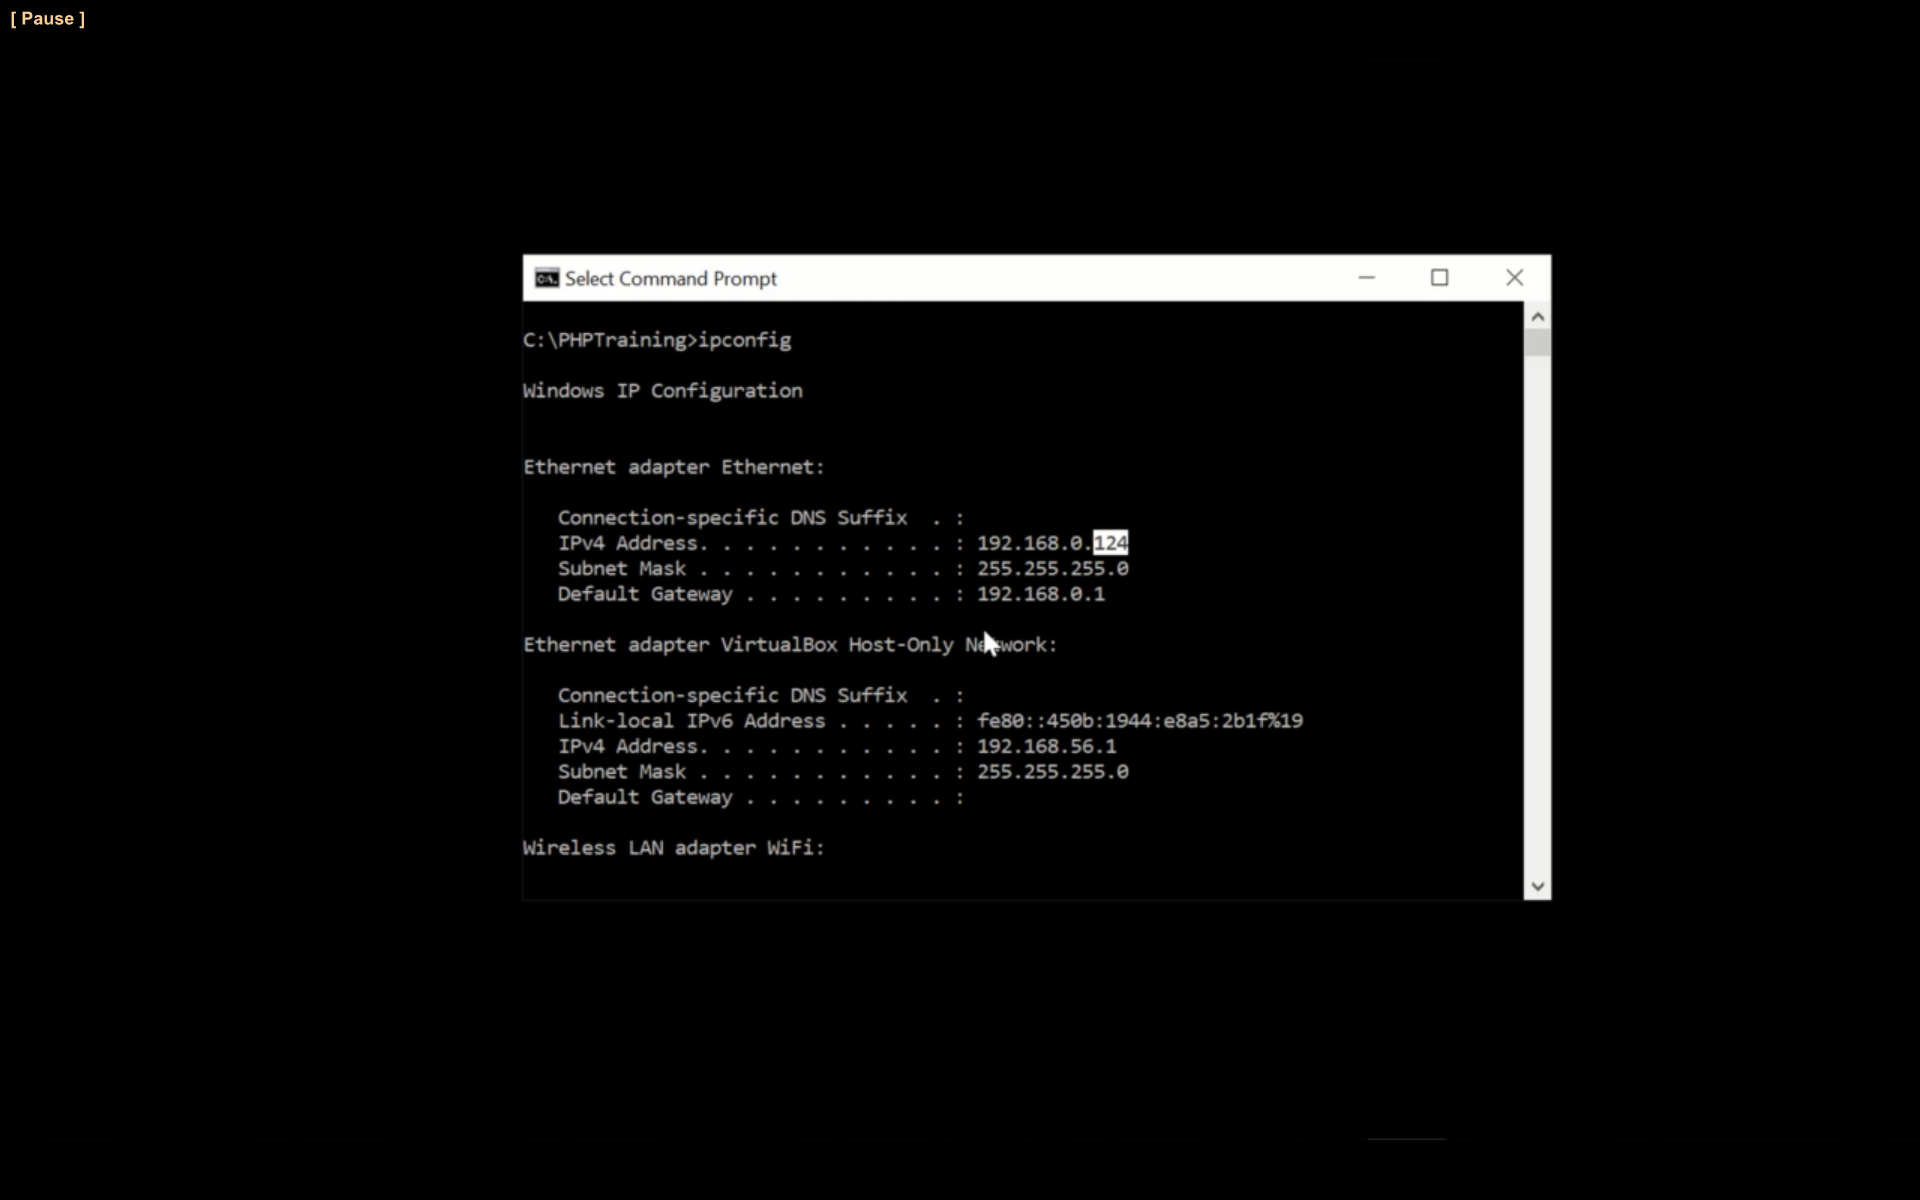 [ Pause ]
Select Command Prompt
C:\PHPTraining>ipconfig
Windows IP Configuration
Ethernet adapter Ethernet:
Connection-specific DNS Suffix  . :
IPv4 Address. . . . . . . . . . . : 192.168.0.124
Subnet Mask . . . . . . . . . . . : 255.255.255.0
Default Gateway . . . . . . . . . : 192.168.0.1
Ethernet adapter VirtualBox Host-Only Network:
Connection-specific DNS Suffix  . :
Link-local IPv6 Address . . . . . : fe80::450b:1944:e8a5:2b1f%19
IPv4 Address. . . . . . . . . . . : 192.168.56.1
Subnet Mask . . . . . . . . . . . : 255.255.255.0
Default Gateway . . . . . . . . . :
Wireless LAN adapter WiFi: